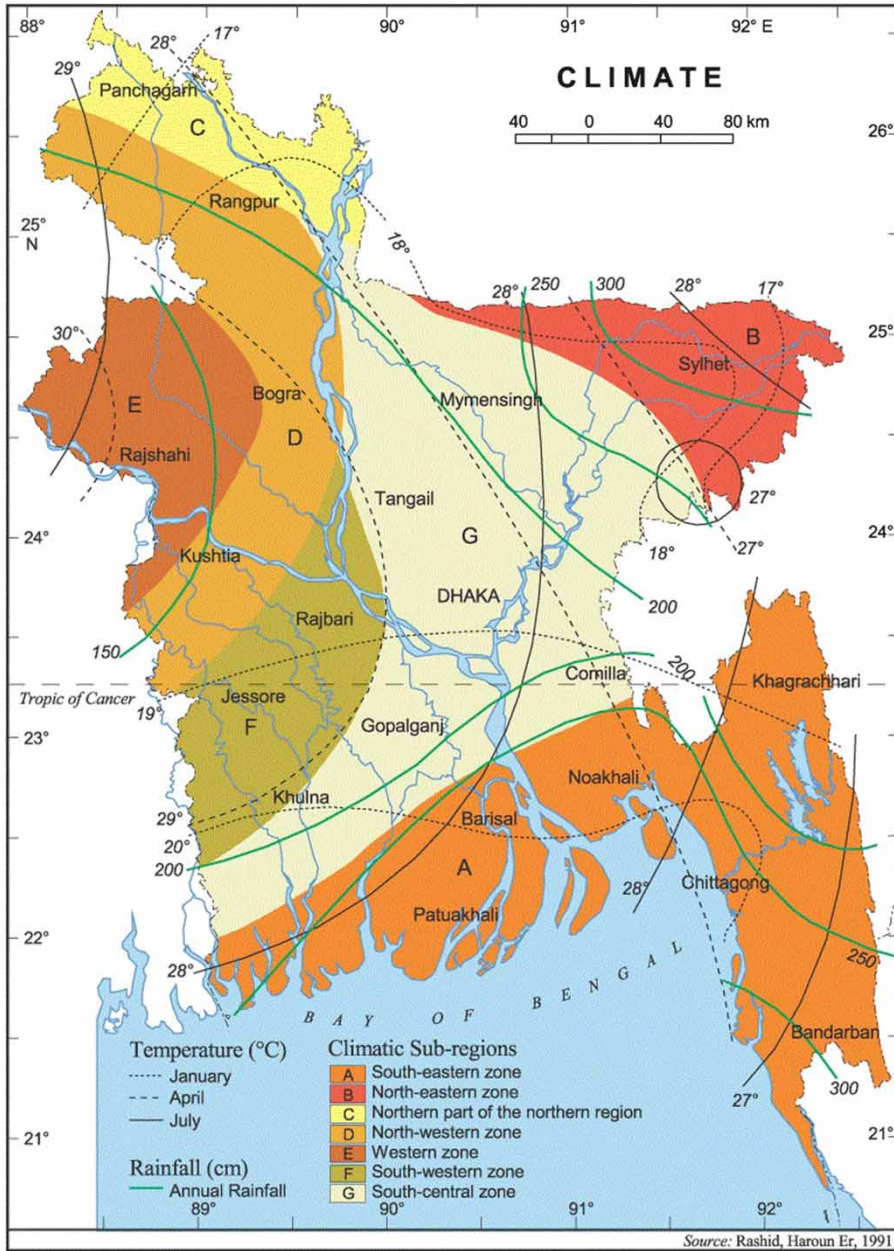 88° 90° 91° 92° E
CLIMATE
40 0 40 80 km
28° 17°
29°
Panchagarh
C
26°
Rangpur
25°
N
18°
28° 250 300 28° 17°
25°
B
Sylhet
30°
E
Bogra
Mymensingh
D
Rajshahi
Tangail
27°
24°
G
18° 27°
24°
Kushtia
DHAKA
200
Rajbari
150
Comilla
200
Khagrachhari
Tropic of Cancer
Jessore
19°
F
Gopalganj
23°
23°
Noakhali
Khulna
29°
Barisal
20°
200
A
Chittagong
28°
Patuakhali
22°
22°
28°
250
BAY OF BENGAL
Bandarban
300
27°
Temperature (°C)
January
April
July
Rainfall (cm)
Annual Rainfall
Climatic Sub-regions
A South-eastern zone
B North-eastern zone
C Northern part of the northern region
D North-western zone
E Western zone
F South-western zone
G South-central zone
21°
21°
89° 90° 91° 92°
Source: Rashid, Haroun Er, 1991